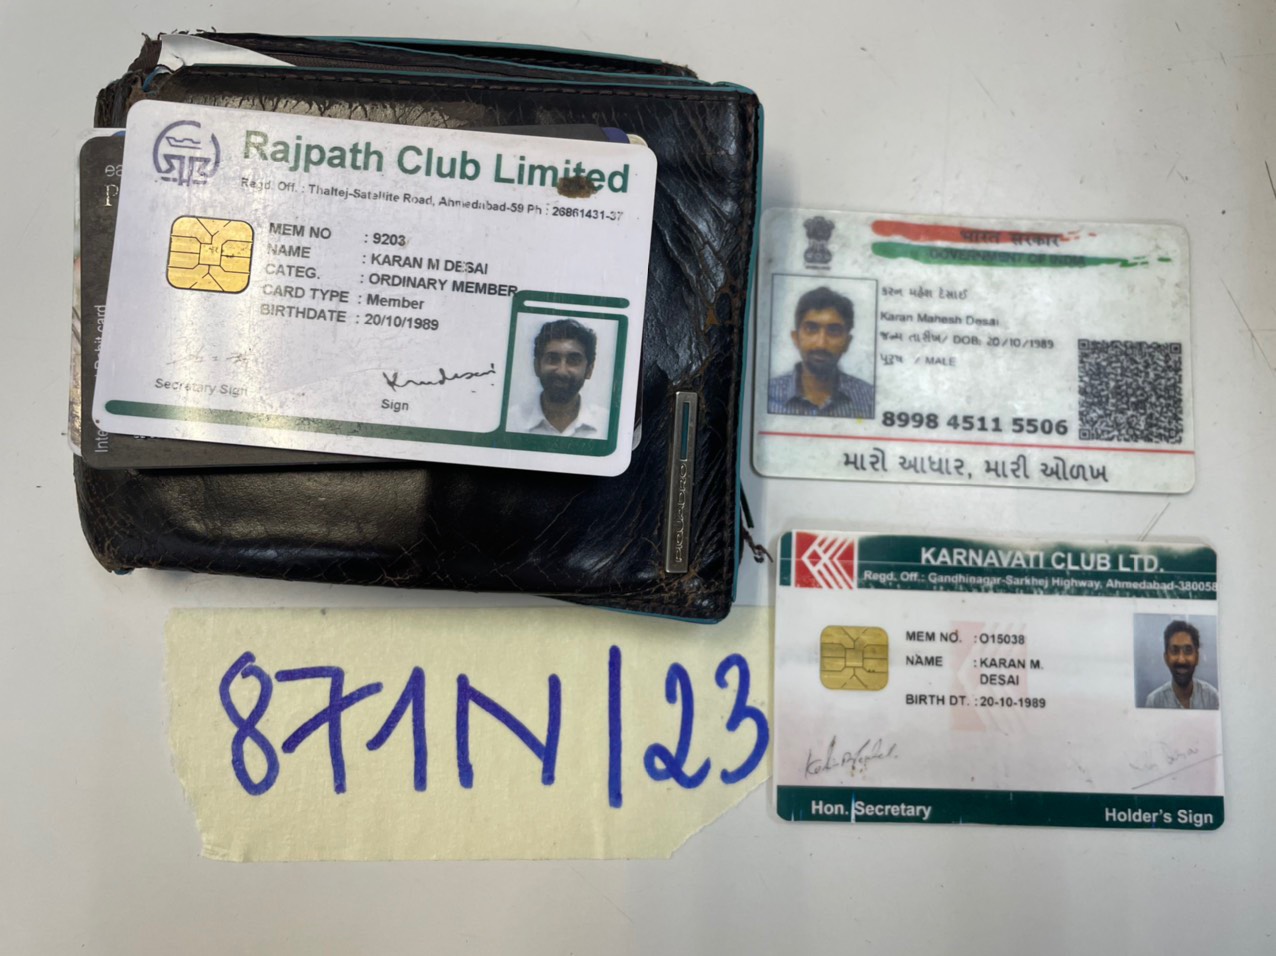 Rajpath Club Limited
Regd. Off. : Thaltej-Satallite Road, Ahmedabad-59 Ph : 26861431-37
MEM NO : 9203
NAME : KARAN M DESAI
CATEG. : ORDINARY MEMBER
CARD TYPE : Member
BIRTHDATE : 20/10/1989
Secretary Sign
Sign
भारत सरकार
GOVERNMENT OF INDIA
કરન મહેશ દેસાઈ
Karan Mahesh Desai
જન્મ તારીખ/ DOB: 20/10/1989
પુરૂષ / MALE
8998 4511 5506
મારો આધાર, મારી ઓળખ
KARNAVATI CLUB LTD.
Regd. Off.: Gandhinagar-Sarkhej Highway, Ahmedabad-380058
MEM NO. : O15038
NAME : KARAN M.
DESAI
BIRTH DT. : 20-10-1989
Hon. Secretary
Holder's Sign
871N/23